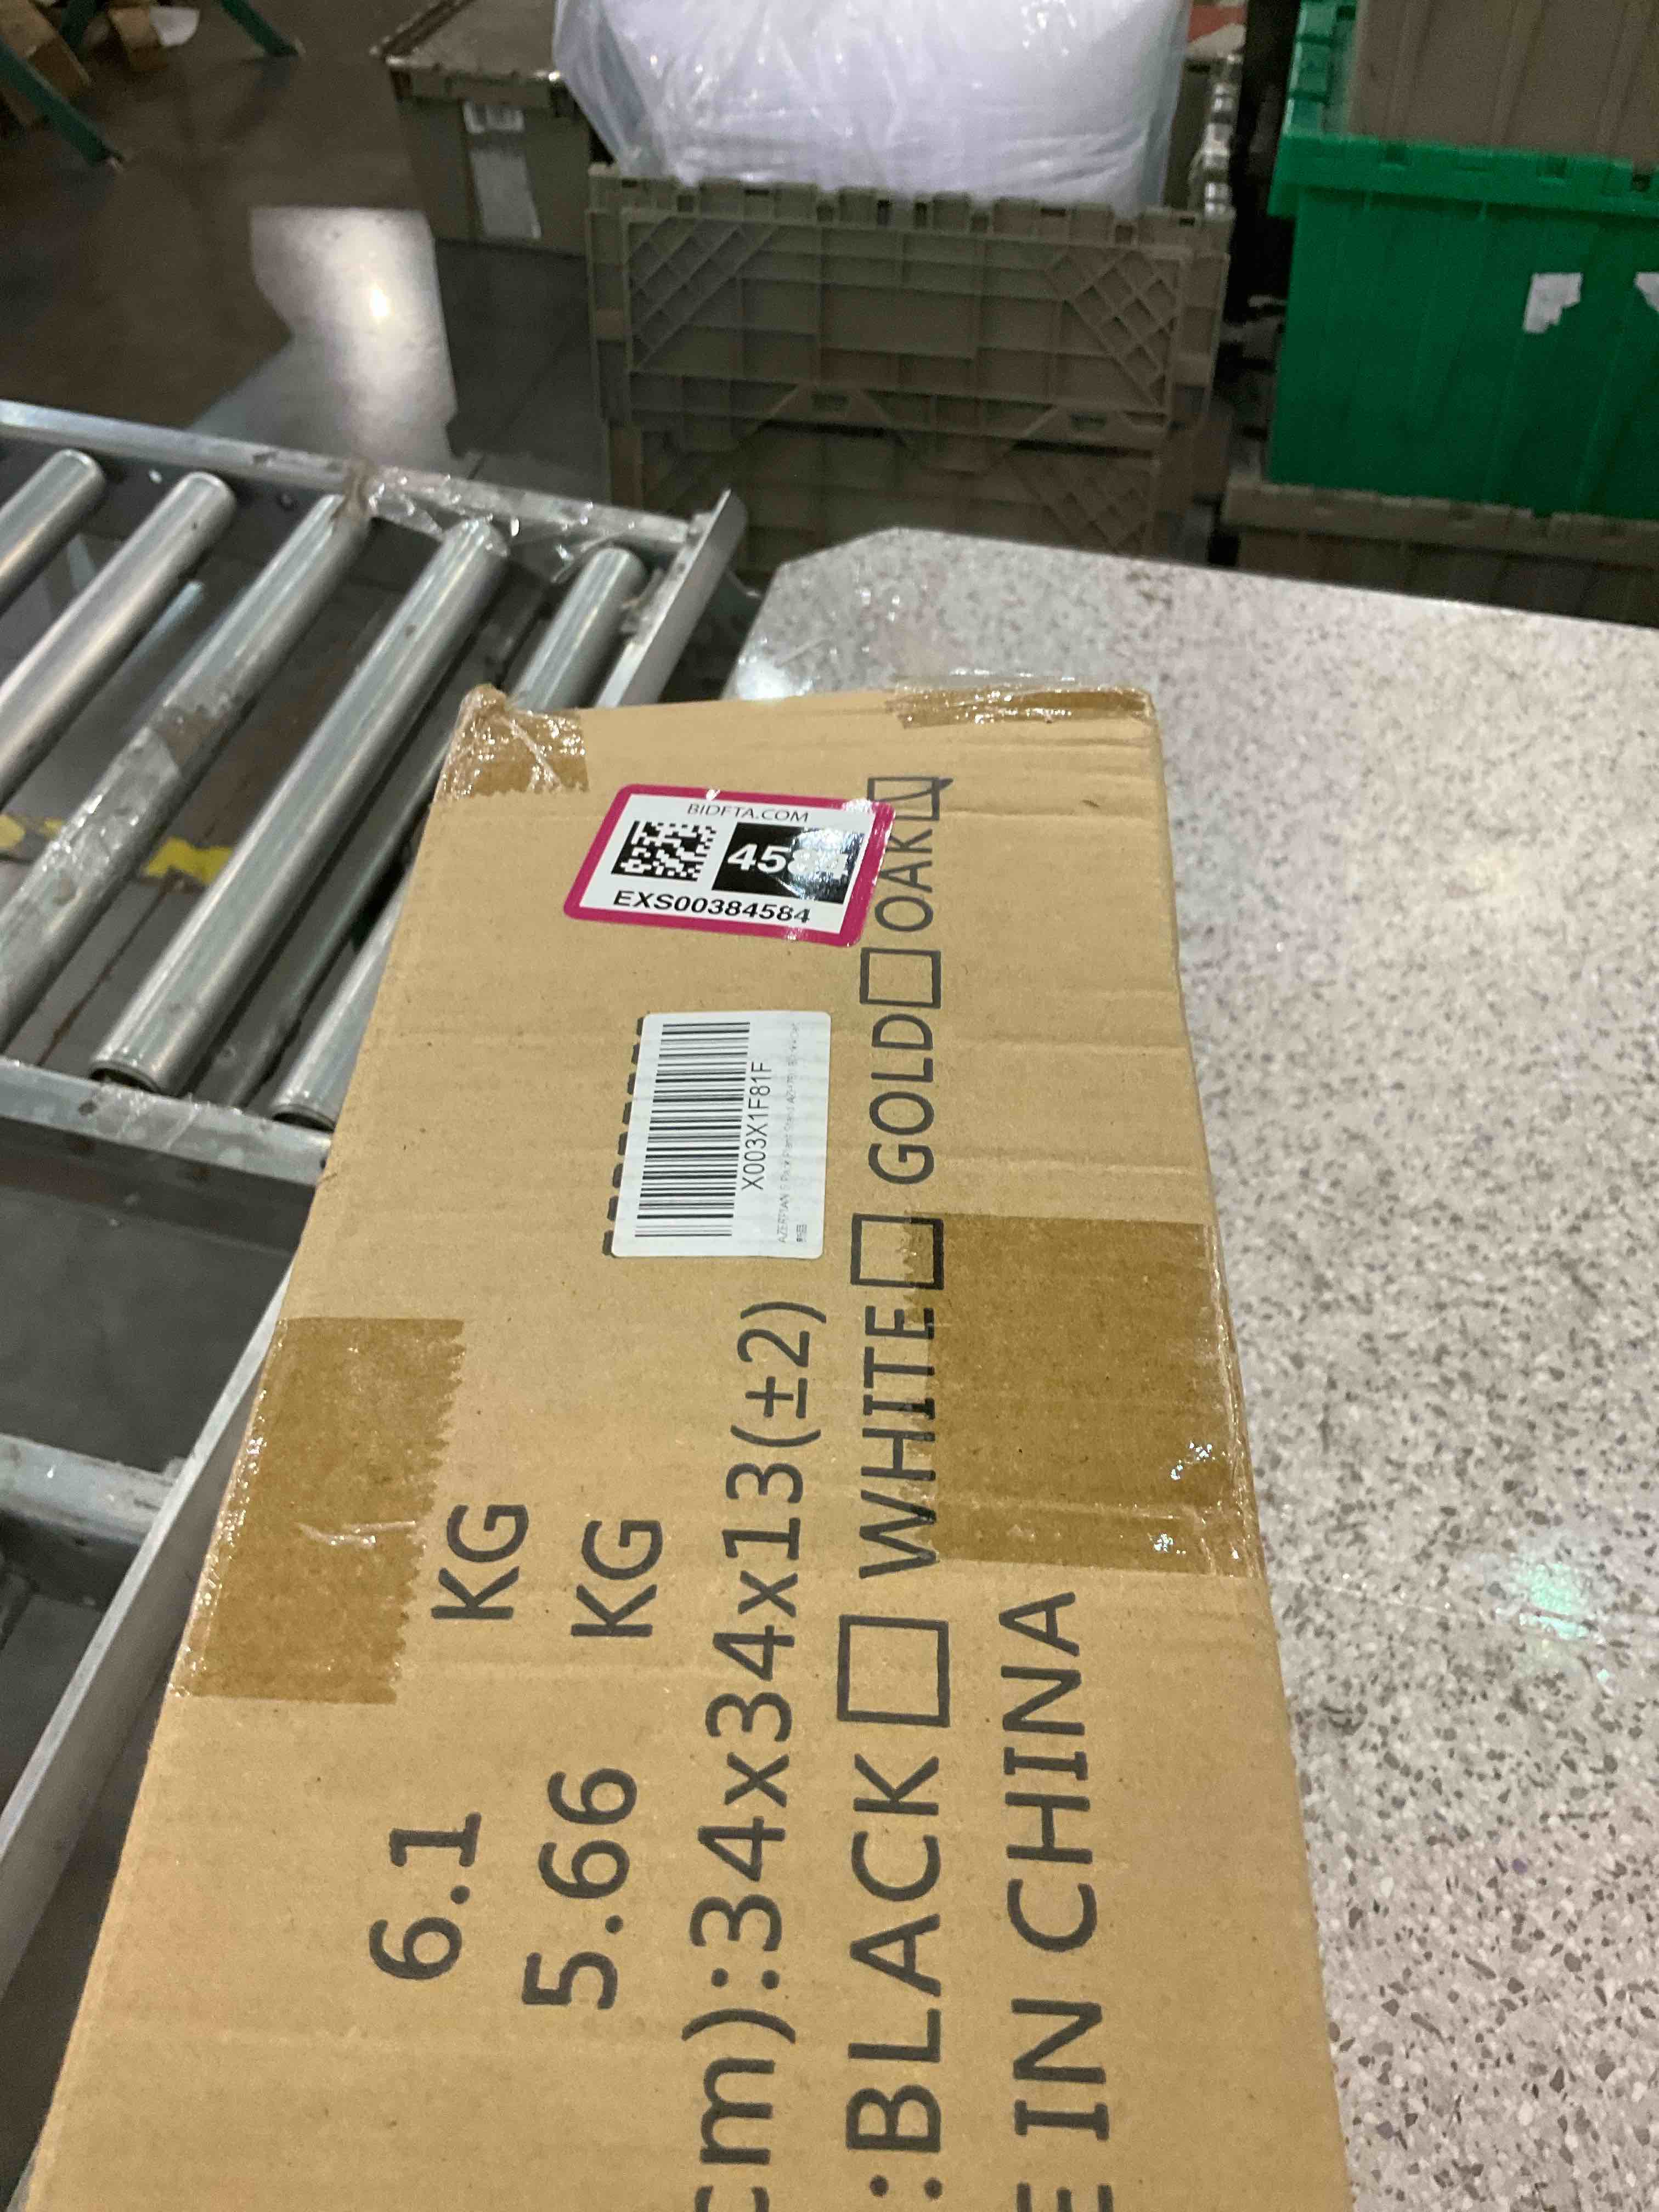 BIDFTA.COM
4584
EXS00384584
X003X1F81F
6.1 KG
5.66 KG
cm):34x34x13(±2)
:BLACK☐ WHITE☐ GOLD☐ OAK☑
E IN CHINA